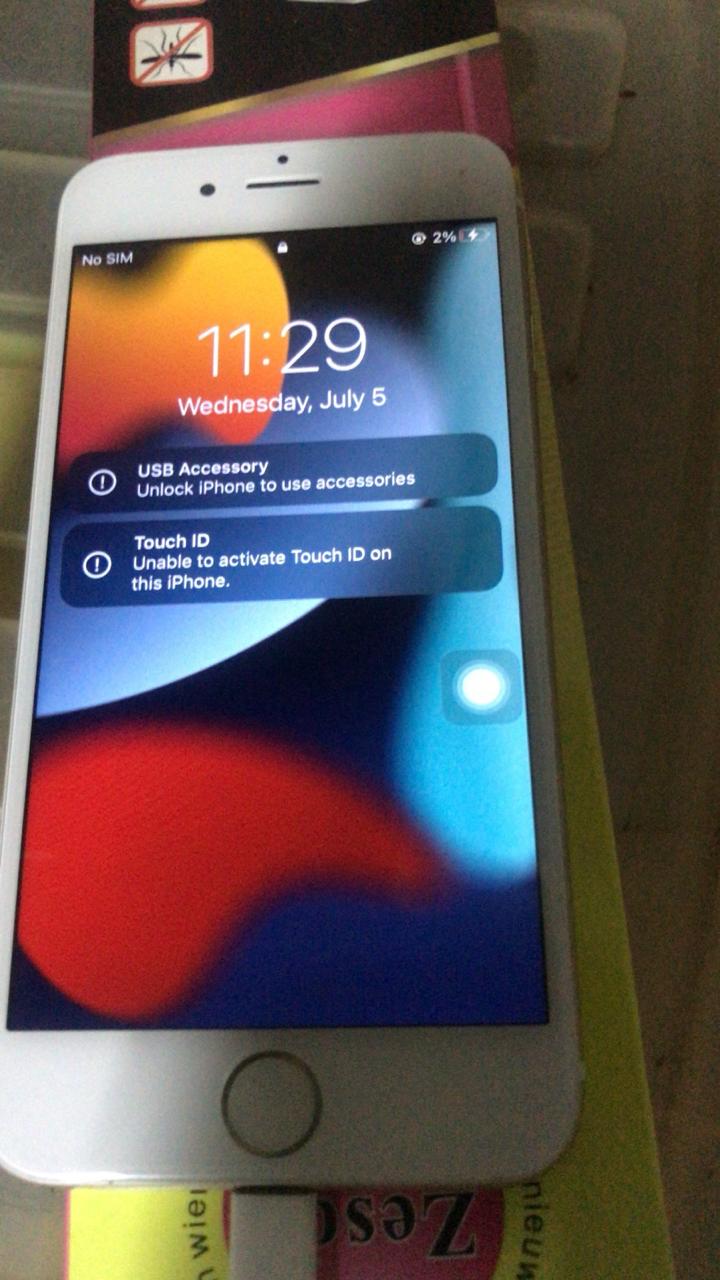 No SIM
2%
11:29
Wednesday, July 5
USB Accessory
Unlock iPhone to use accessories
Touch ID
Unable to activate Touch ID on
this iPhone.